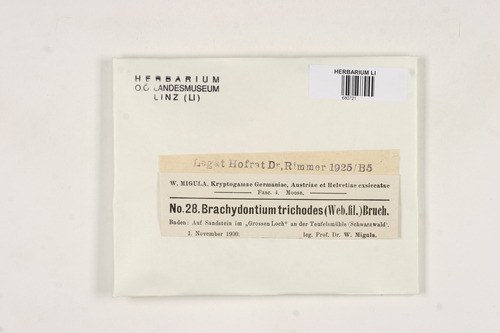 HERBARIUM
O.Ö. LANDESMUSEUM
LINZ (LI)
HERBARIUM LI
Legat Hofrat Dr, Rimmer 1925/B5
W. MIGULA, Kryptogamae Germaniae, Austriae et Helvetiae exsiccatae
Fasc. 4. Moose.
No. 28. Brachydontium trichodes (Web. fil.) Bruch.
Baden: Auf Sandstein im „Grossen Loch“ an der Teufelsmühle (Schwarzwald).
1. November 1900. leg. Prof. Dr. W. Migula.